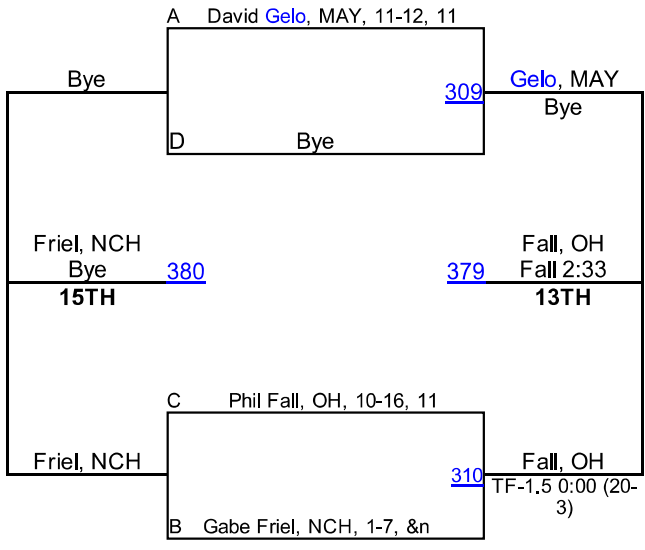 A David Gelo, MAY, 11-12, 11
Bye
309
Gelo, MAY
Bye
D Bye
Friel, NCH
Bye
380
15TH
Fall, OH
379
Fall 2:33
13TH
C Phil Fall, OH, 10-16, 11
Friel, NCH
310
Fall, OH
TF-1.5 0:00 (20-
3)
B Gabe Friel, NCH, 1-7, &n